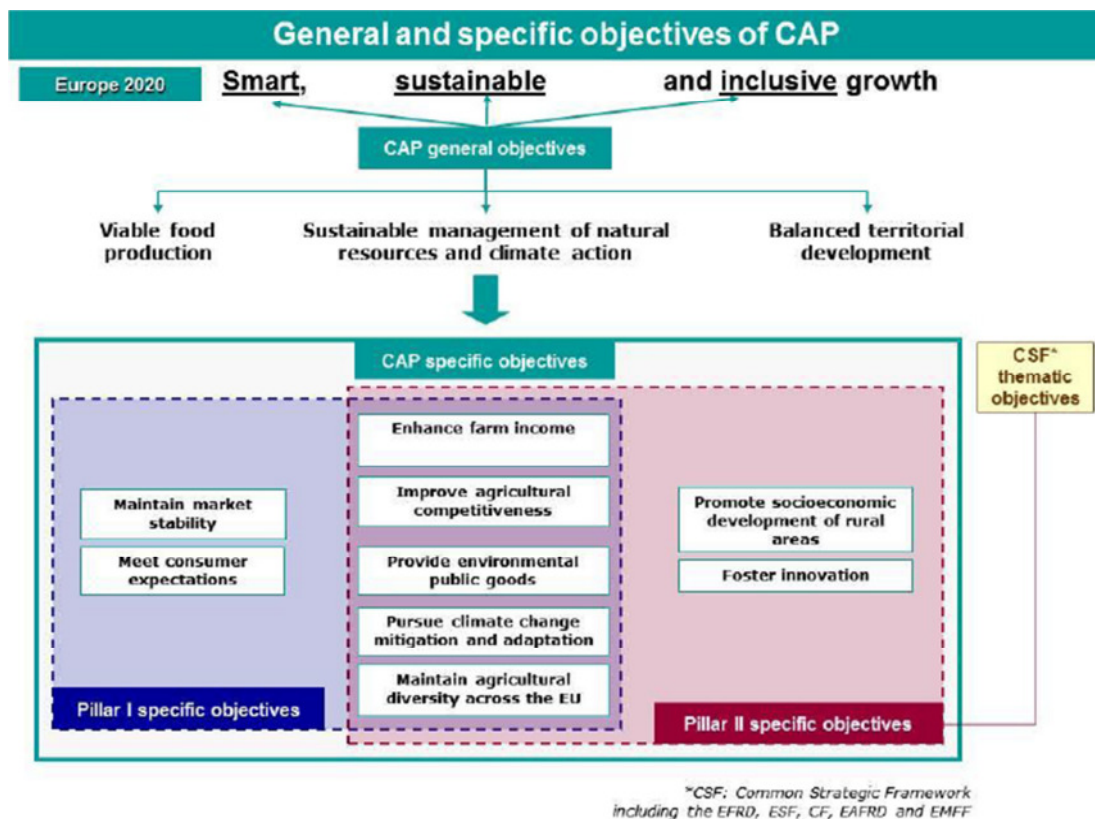 General and specific objectives of CAP
Europe 2020
Smart, sustainable and inclusive growth
CAP general objectives
Viable food
production
Sustainable management of natural
resources and climate action
Balanced territorial
development
CAP specific objectives
CSF*
thematic
objectives
Enhance farm income
Improve agricultural
competitiveness
Provide environmental
public goods
Pursue climate change
mitigation and adaptation
Maintain agricultural
diversity across the EU
Maintain market
stability
Meet consumer
expectations
Promote socioeconomic
development of rural
areas
Foster innovation
Pillar I specific objectives
Pillar II specific objectives
*CSF: Common Strategic Framework
including the EFRD, ESF, CF, EAFRD and EMFF